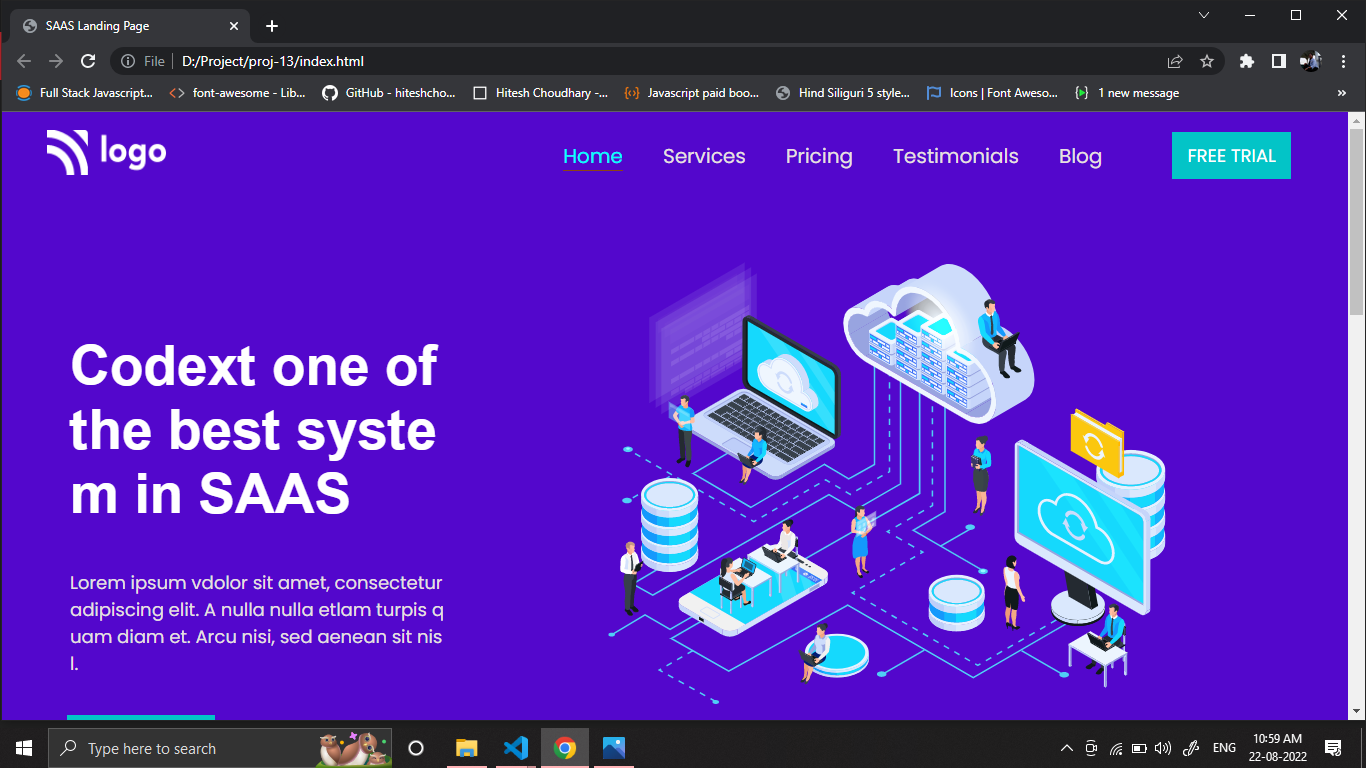 SAAS Landing Page
File D:/Project/proj-13/index.html
Full Stack Javascript... font-awesome - Lib... GitHub - hiteshcho... Hitesh Choudhary -... Javascript paid boo... Hind Siliguri 5 style... Icons | Font Aweso... 1 new message »
logo Home Services Pricing Testimonials Blog FREE TRIAL
Codext one of
the best syste
m in SAAS
Lorem ipsum vdolor sit amet, consectetur
adipiscing elit. A nulla nulla etlam turpis q
uam diam et. Arcu nisi, sed aenean sit nis
l.
Type here to search
ENG
10:59 AM
22-08-2022